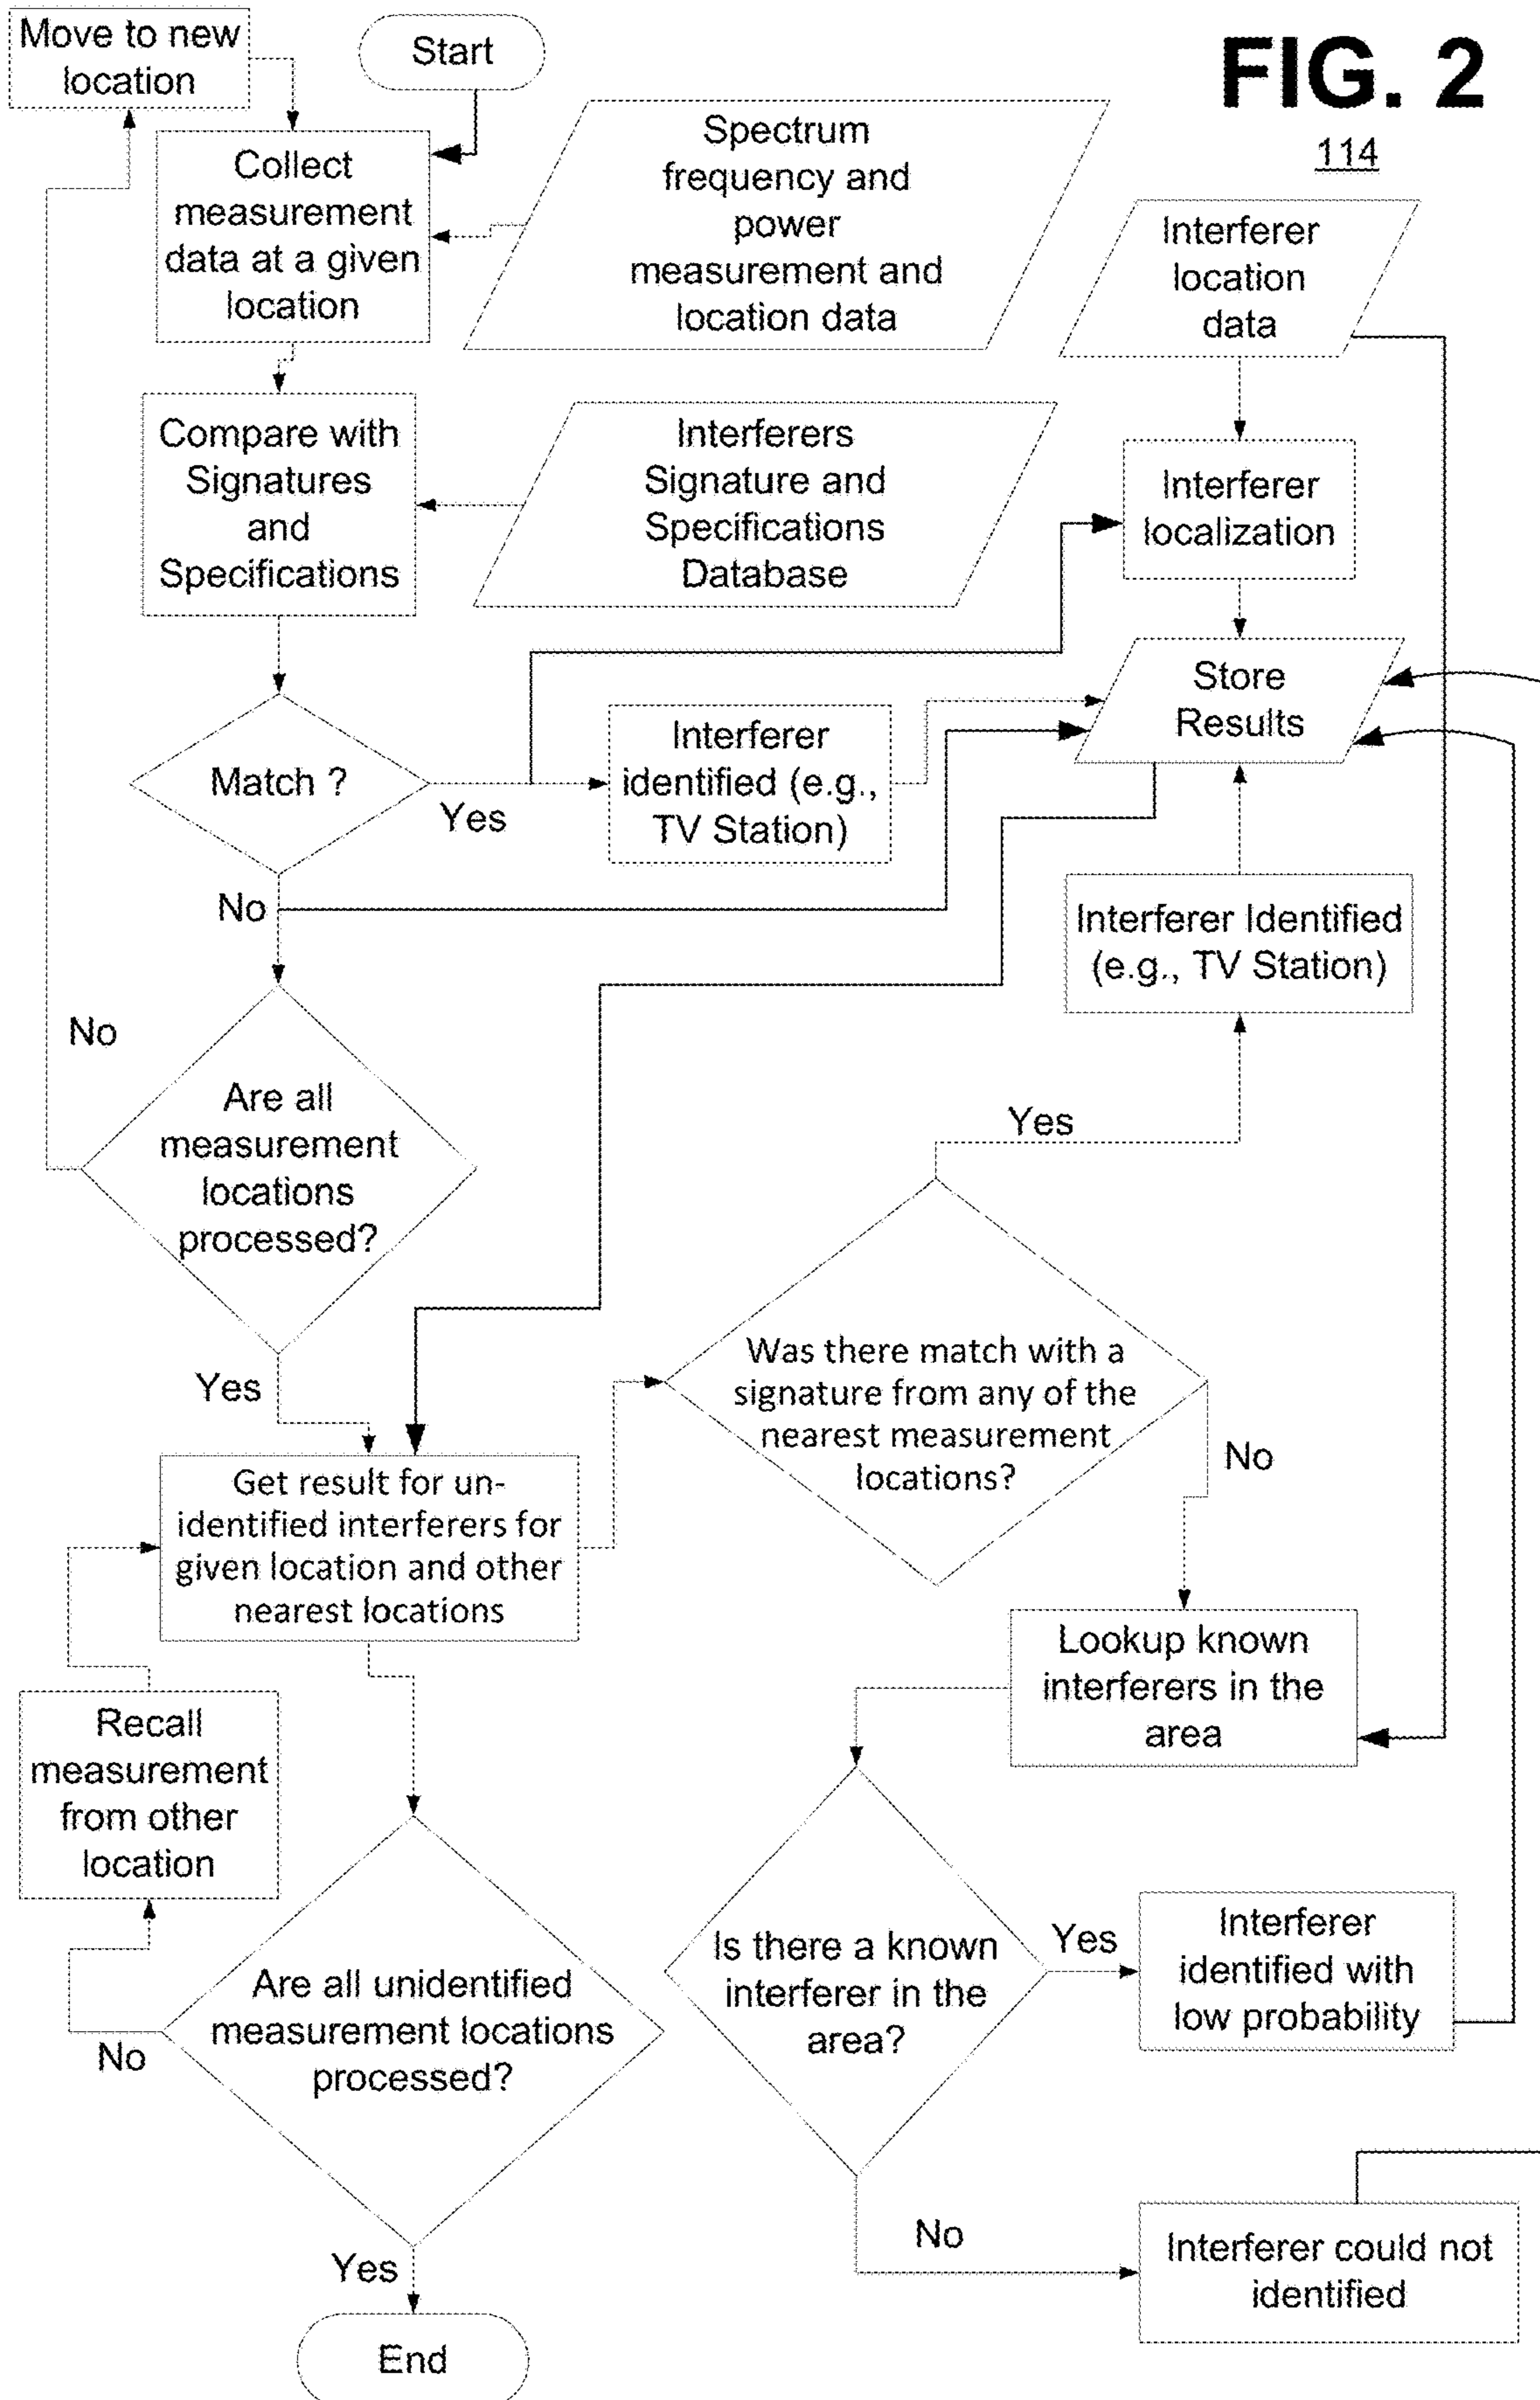 Move to new
location
Start
FIG. 2
114
Collect
measurement
data at a given
location
Spectrum
frequency and
power
measurement and
location data
Interferer
location
data
Compare with
Signatures
and
Specifications
Interferers
Signature and
Specifications
Database
Interferer
localization
Store
Results
Match ?
Yes
Interferer
identified (e.g.,
TV Station)
No
Interferer Identified
(e.g., TV Station)
No
Are all
measurement
locations
processed?
Yes
Yes
Was there match with a
signature from any of the
nearest measurement
locations?
No
Get result for un-
identified interferers for
given location and other
nearest locations
Lookup known
interferers in the
area
Recall
measurement
from other
location
Is there a known
interferer in the
area?
Yes
Interferer
identified with
low probability
Are all unidentified
measurement locations
processed?
No
No
Interferer could not
identified
Yes
End